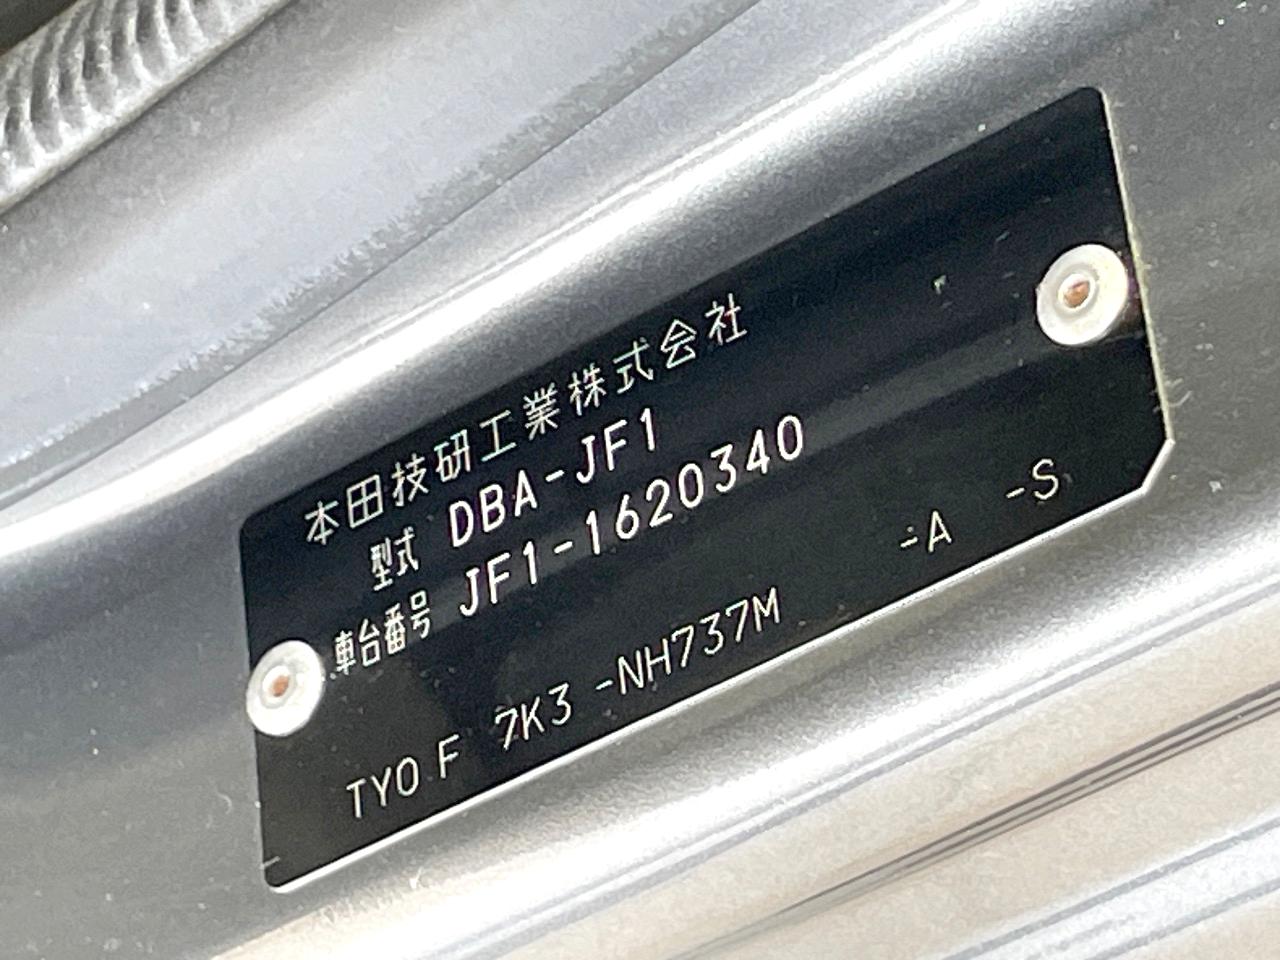 本田技研工業株式会社
型式 DBA-JF1
車台番号 JF1-1620340
TYO F 7K3 -NH737M -A -S